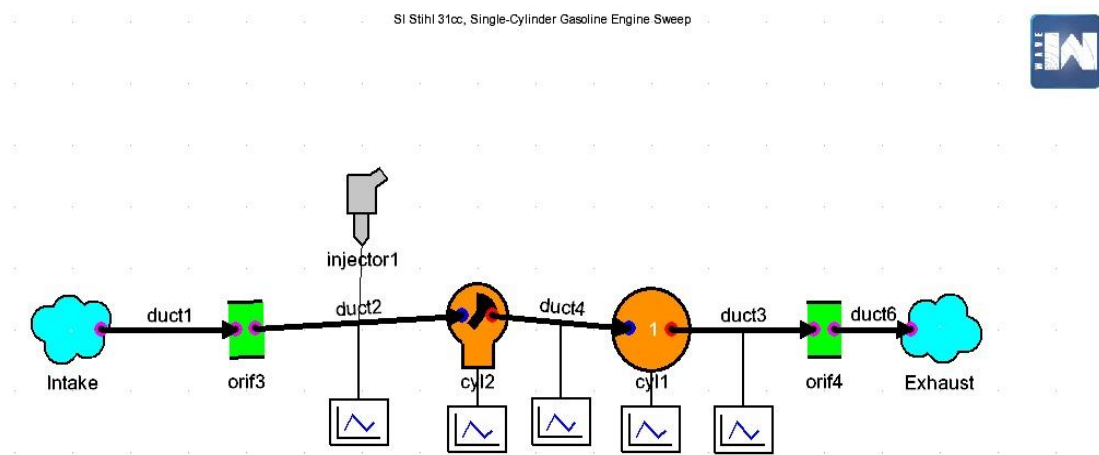 SI Stihl 31cc, Single-Cylinder Gasoline Engine Sweep
WAVE
injector1
duct1
duct2
duct4
duct3
duct6
1
Intake
orif3
cyl2
cyl1
orif4
Exhaust